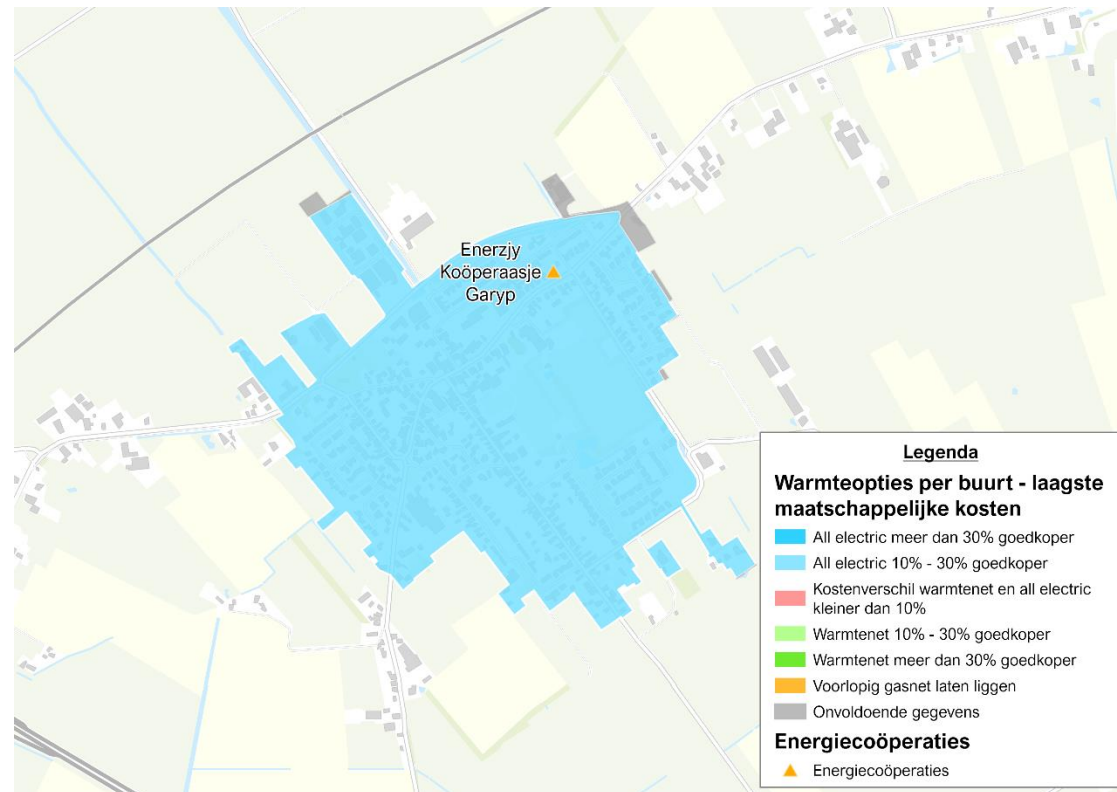 Enerzjy
Koöperaasje
Garyp
Legenda
Warmteopties per buurt - laagste
maatschappelijke kosten
All electric meer dan 30% goedkoper
All electric 10% - 30% goedkoper
Kostenverschil warmtenet en all electric
kleiner dan 10%
Warmtenet 10% - 30% goedkoper
Warmtenet meer dan 30% goedkoper
Voorlopig gasnet laten liggen
Onvoldoende gegevens
Energiecoöperaties
Energiecoöperaties